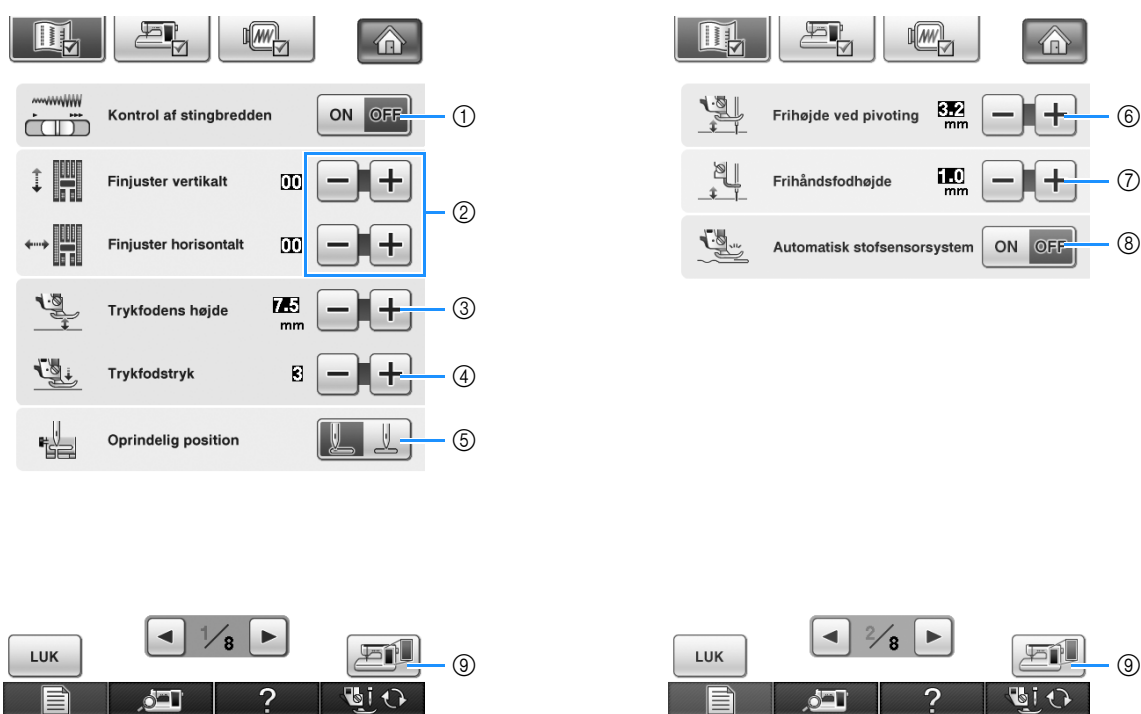 Kontrol af stingbredden ON OFF ①
Finjuster vertikalt 00 − +
②
Finjuster horisontalt 00 − +
Trykfodens højde 7.5 mm − + ③
Trykfodstryk 3 − + ④
Oprindelig position ⑤
LUK 1/8 ⑨
?
Frihøjde ved pivoting 3.2 mm − + ⑥
Frihåndsfodhøjde 1.0 mm − + ⑦
Automatisk stofsensorsystem ON OFF ⑧
LUK 2/8 ⑨
?